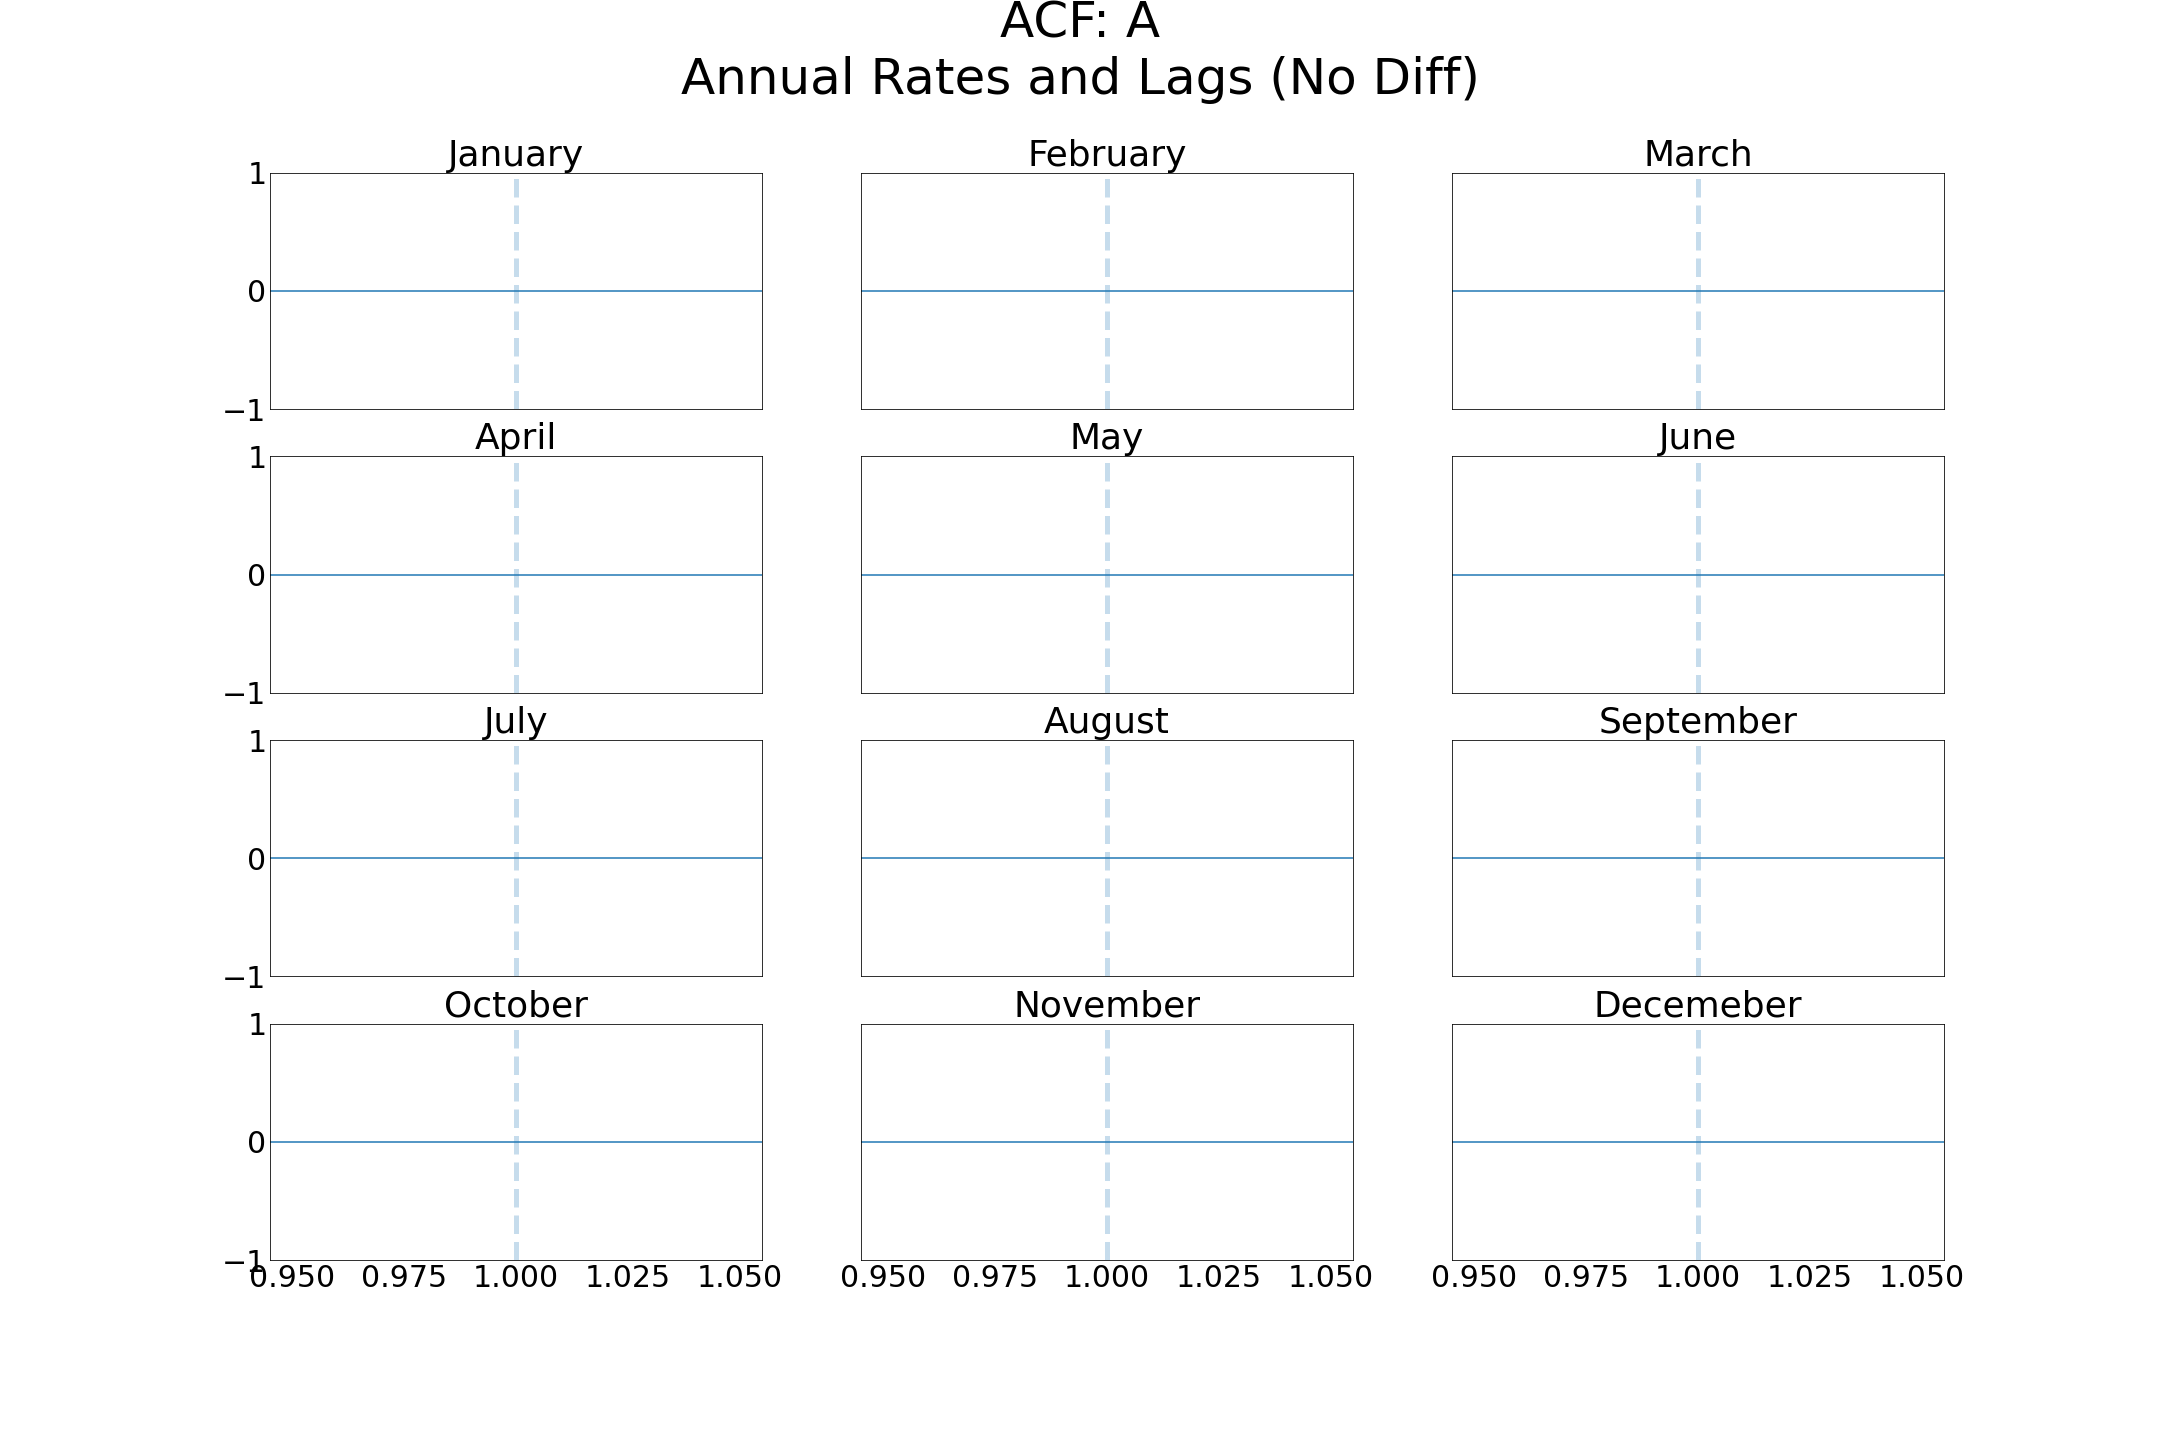 ACF: A
Annual Rates and Lags (No Diff)
January
February
March
1
0
−1
April
May
June
1
0
−1
July
August
September
1
0
−1
October
November
Decemeber
1
0
−1
0.950 0.975 1.000 1.025 1.050
0.950 0.975 1.000 1.025 1.050
0.950 0.975 1.000 1.025 1.050